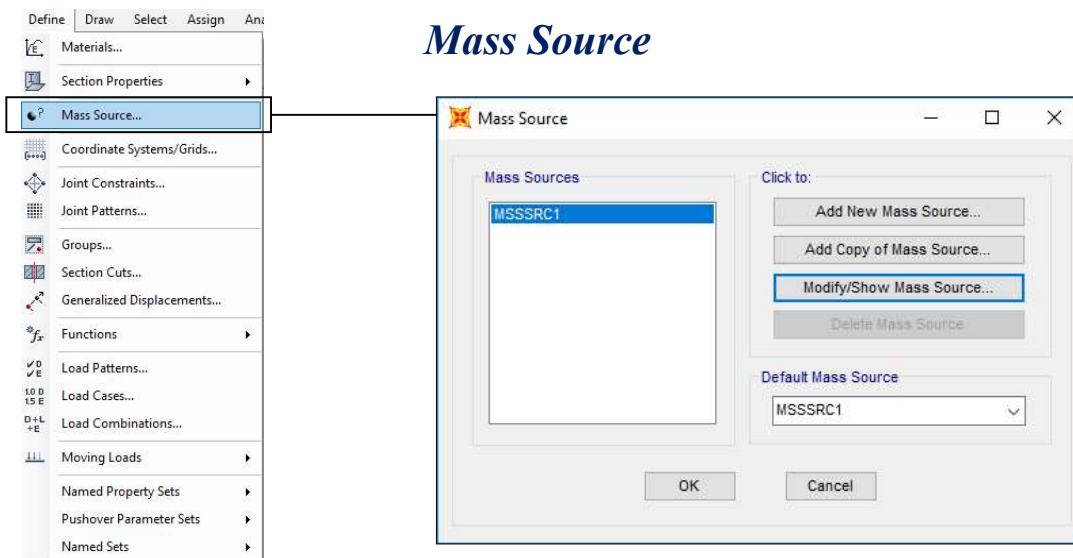 Define Draw Select Assign Ana
Materials...
Section Properties
Mass Source...
Coordinate Systems/Grids...
Joint Constraints...
Joint Patterns...
Groups...
Section Cuts...
Generalized Displacements...
Functions
Load Patterns...
Load Cases...
Load Combinations...
Moving Loads
Named Property Sets
Pushover Parameter Sets
Named Sets
Mass Source
Mass Source
Mass Sources
MSSSRC1
Click to:
Add New Mass Source...
Add Copy of Mass Source...
Modify/Show Mass Source...
Delete Mass Source
Default Mass Source
MSSSRC1
OK
Cancel